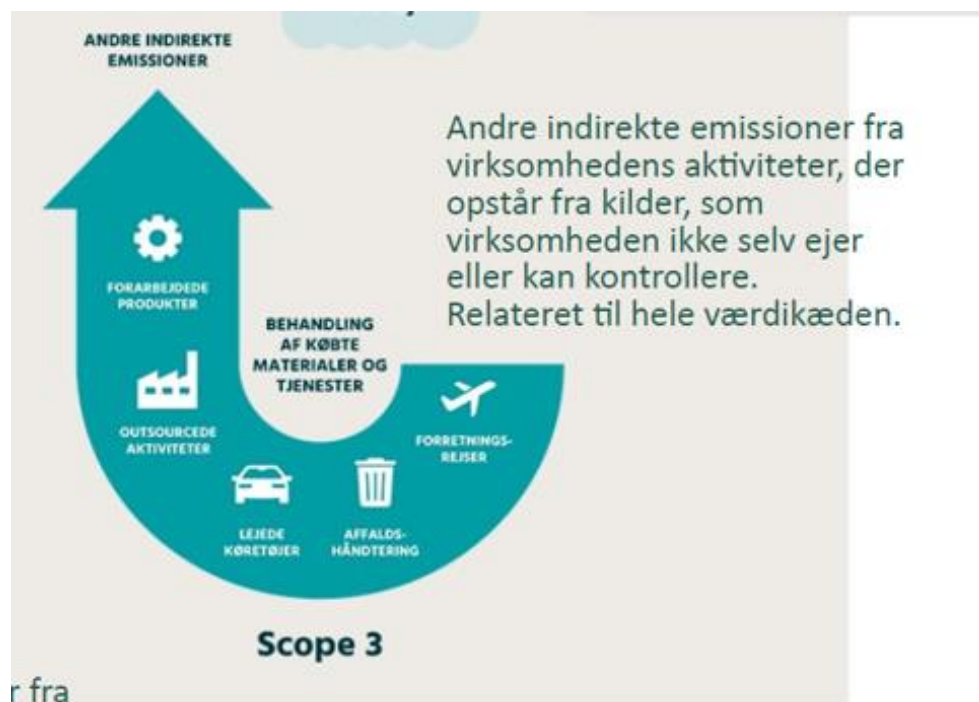 ANDRE INDIREKTE
EMISSIONER
Andre indirekte emissioner fra
virksomhedens aktiviteter, der
opstår fra kilder, som
virksomheden ikke selv ejer
eller kan kontrollere.
Relateret til hele værdikæden.
FORARBEJDEDE
PRODUKTER
BEHANDLING
AF KØBTE
MATERIALER OG
TJENESTER
OUTSOURCEDE
AKTIVITETER
FORRETNINGS-
REJSER
LEJEDE
KØRETØJER
AFFALDS-
HÅNDTERING
Scope 3
r fra